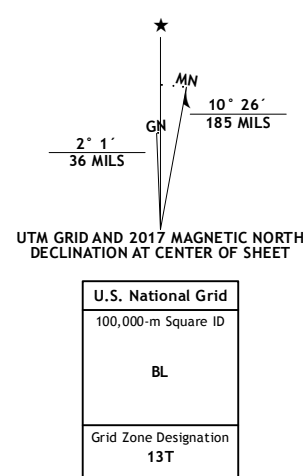 MN
10° 26´
185 MILS
GN
2° 1´
36 MILS
UTM GRID AND 2017 MAGNETIC NORTH
DECLINATION AT CENTER OF SHEET
U.S. National Grid
100,000-m Square ID
BL
Grid Zone Designation
13T